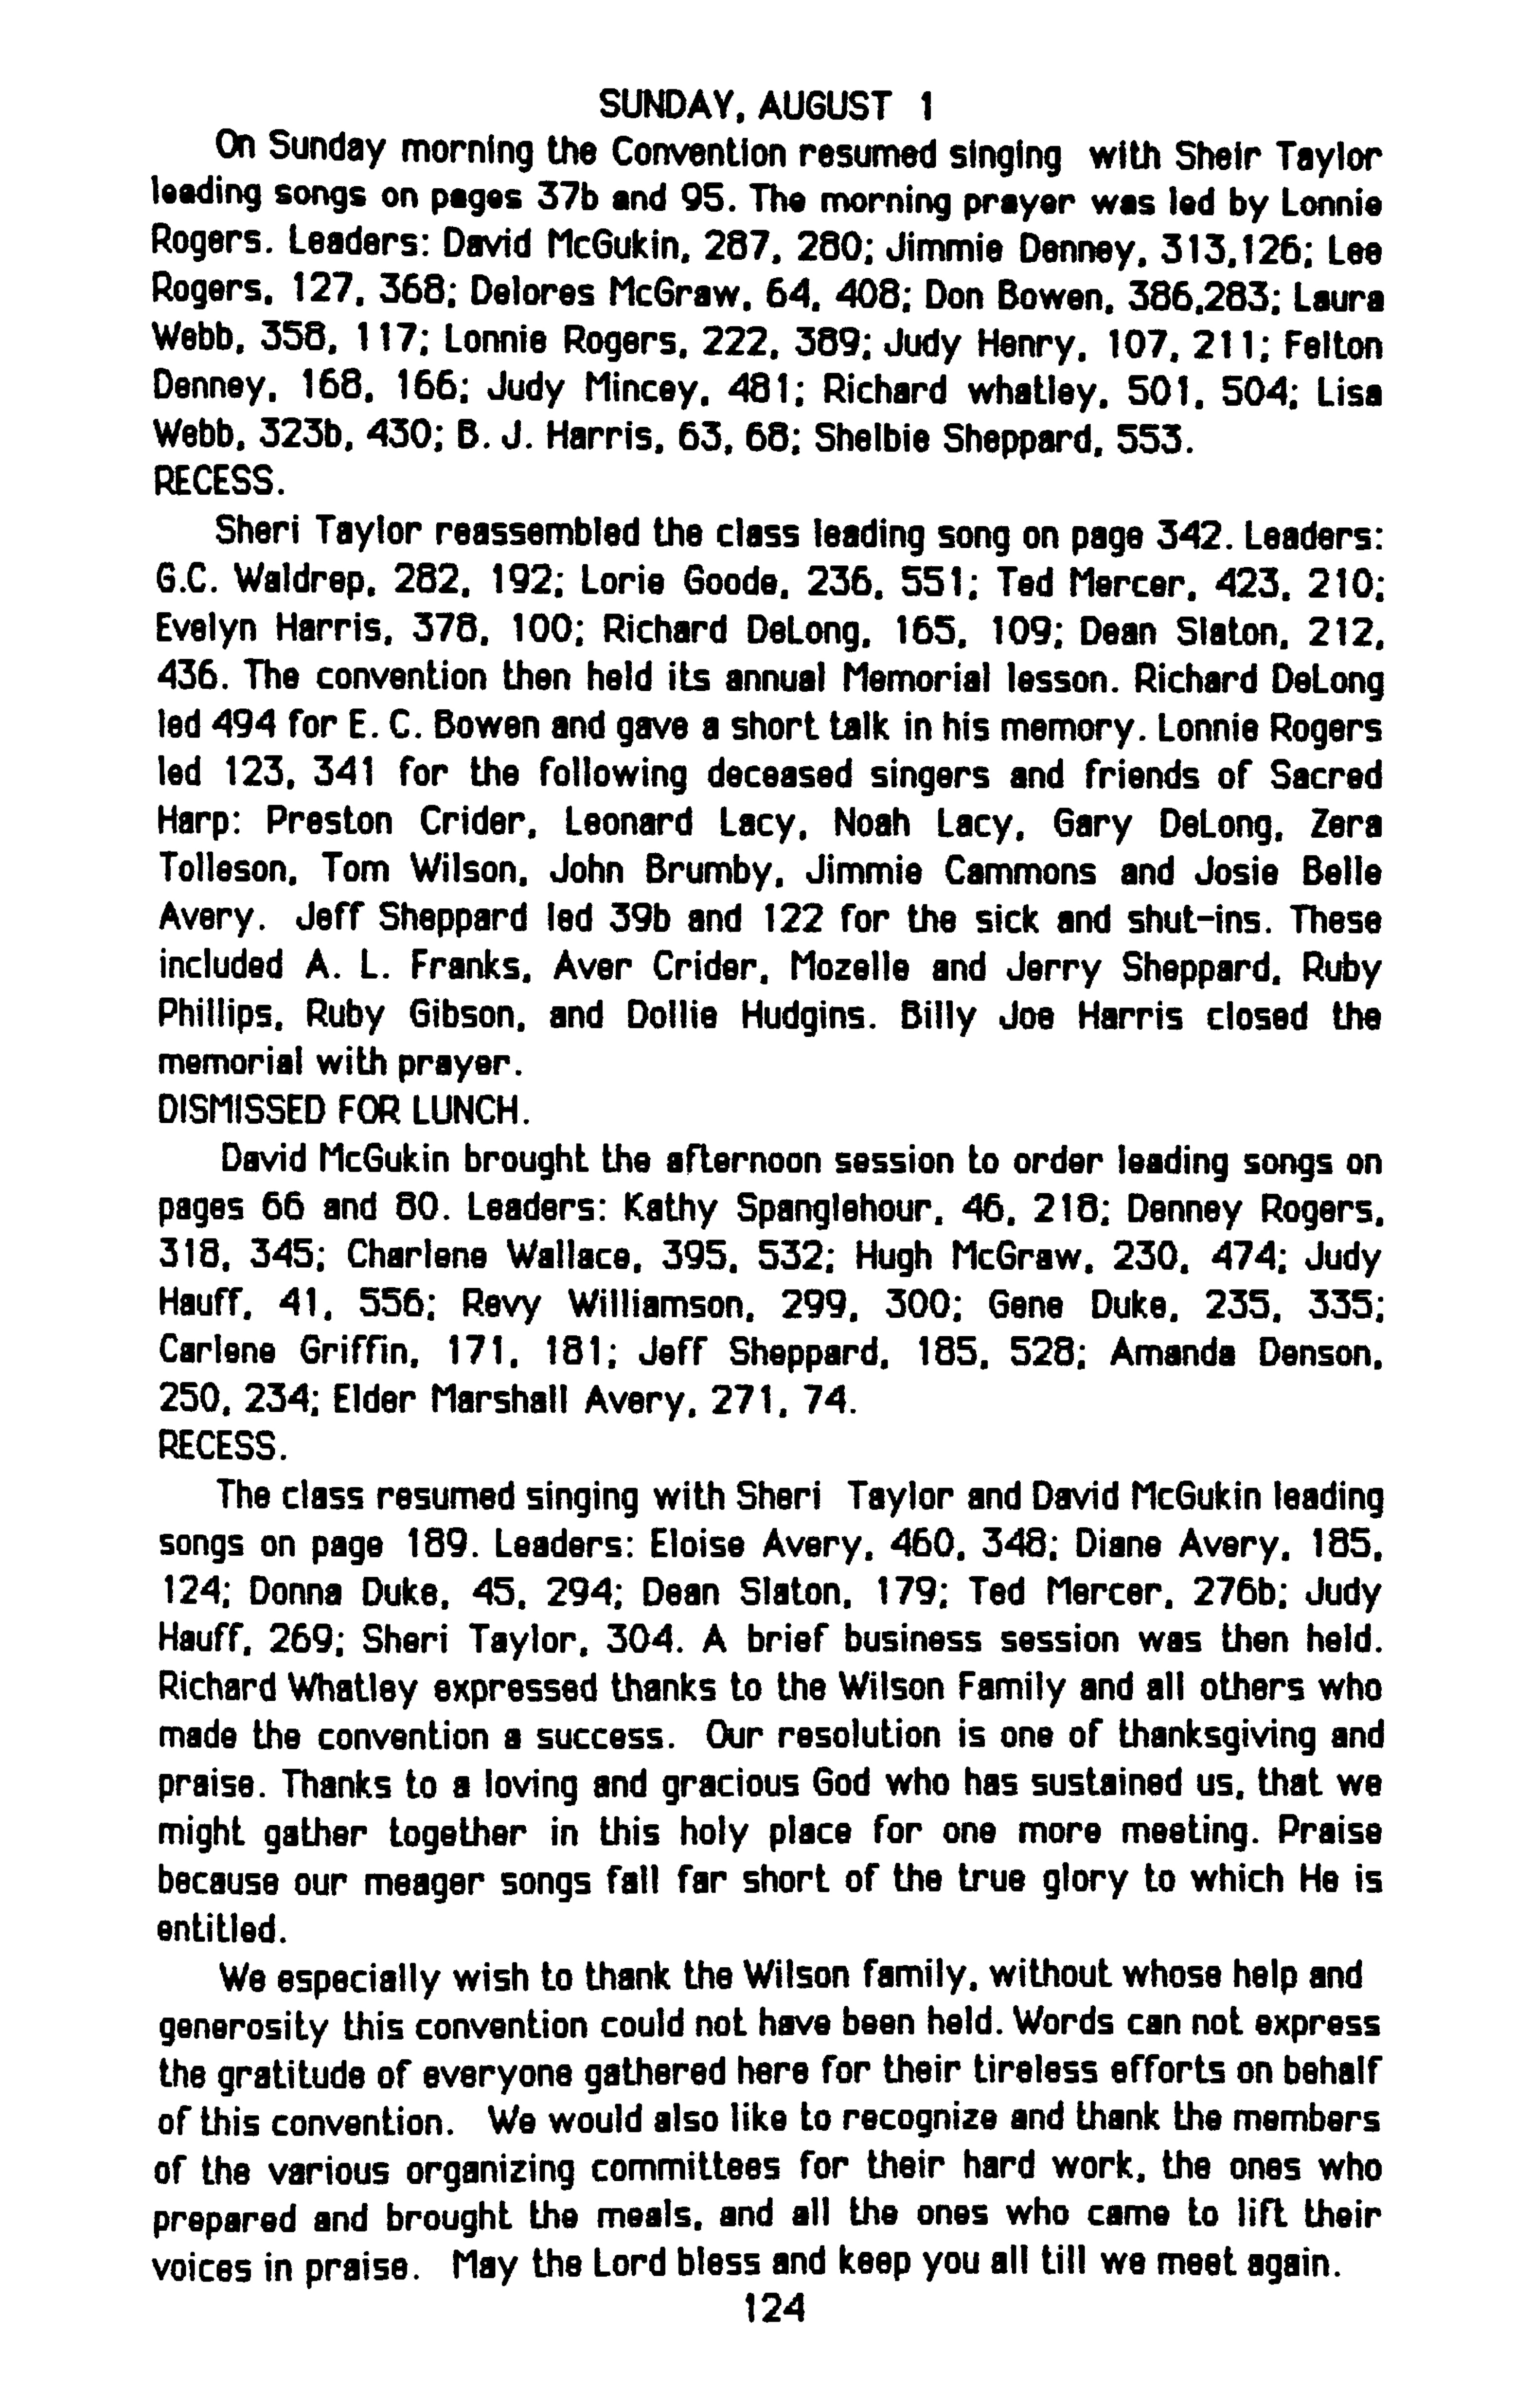 SUNDAY, AUGUST 1
On Sunday morning the Convention resumed singing with Sheir Taylor
leading songs on pages 37b and 95. The morning prayer was led by Lonnie
Rogers. Leaders: David McGukin, 287, 280; Jimmie Denney, 313,126; Lee
Rogers, 127, 368; Delores McGraw, 64, 408; Don Bowen, 386,283; Laura
Webb, 358, 117; Lonnie Rogers, 222, 389; Judy Henry, 107, 211; Felton
Denney, 168, 166; Judy Mincey, 481; Richard whatley, 501, 504; Lisa
Webb, 323b, 430; B. J. Harris, 63, 68; Shelbie Sheppard, 553.
RECESS.
Sheri Taylor reassembled the class leading song on page 342. Leaders:
G.C. Waldrep, 282, 192; Lorie Goode, 236, 551; Ted Mercer, 423, 210;
Evelyn Harris, 378, 100; Richard DeLong, 165, 109; Dean Slaton, 212,
436. The convention then held its annual Memorial lesson. Richard DeLong
led 494 for E. C. Bowen and gave a short talk in his memory. Lonnie Rogers
led 123, 341 for the following deceased singers and friends of Sacred
Harp: Preston Crider, Leonard Lacy, Noah Lacy, Gary DeLong, Zera
Tolleson, Tom Wilson, John Brumby, Jimmie Cammons and Josie Belle
Avery. Jeff Sheppard led 39b and 122 for the sick and shut-ins. These
included A. L. Franks, Aver Crider, Mozelle and Jerry Sheppard, Ruby
Phillips, Ruby Gibson, and Dollie Hudgins. Billy Joe Harris closed the
memorial with prayer.
DISMISSED FOR LUNCH.
David McGukin brought the afternoon session to order leading songs on
pages 66 and 80. Leaders: Kathy Spanglehour, 46, 218; Denney Rogers,
318, 345; Charlene Wallace, 395, 532; Hugh McGraw, 230, 474; Judy
Hauff, 41, 556; Revy Williamson, 299, 300; Gene Duke, 235, 335;
Carlene Griffin, 171, 181; Jeff Sheppard, 185, 528; Amanda Denson,
250, 234; Elder Marshall Avery, 271, 74.
RECESS.
The class resumed singing with Sheri Taylor and David McGukin leading
songs on page 189. Leaders: Eloise Avery, 460, 348; Diane Avery, 185,
124; Donna Duke, 45, 294; Dean Slaton, 179; Ted Mercer, 276b; Judy
Hauff, 269; Sheri Taylor, 304. A brief business session was then held.
Richard Whatley expressed thanks to the Wilson Family and all others who
made the convention a success. Our resolution is one of thanksgiving and
praise. Thanks to a loving and gracious God who has sustained us, that we
might gather together in this holy place for one more meeting. Praise
because our meager songs fall far short of the true glory to which He is
entitled.
We especially wish to thank the Wilson family, without whose help and
generosity this convention could not have been held. Words can not express
the gratitude of everyone gathered here for their tireless efforts on behalf
of this convention. We would also like to recognize and thank the members
of the various organizing committees for their hard work, the ones who
prepared and brought the meals, and all the ones who came to lift their
voices in praise. May the Lord bless and keep you all till we meet again.
124